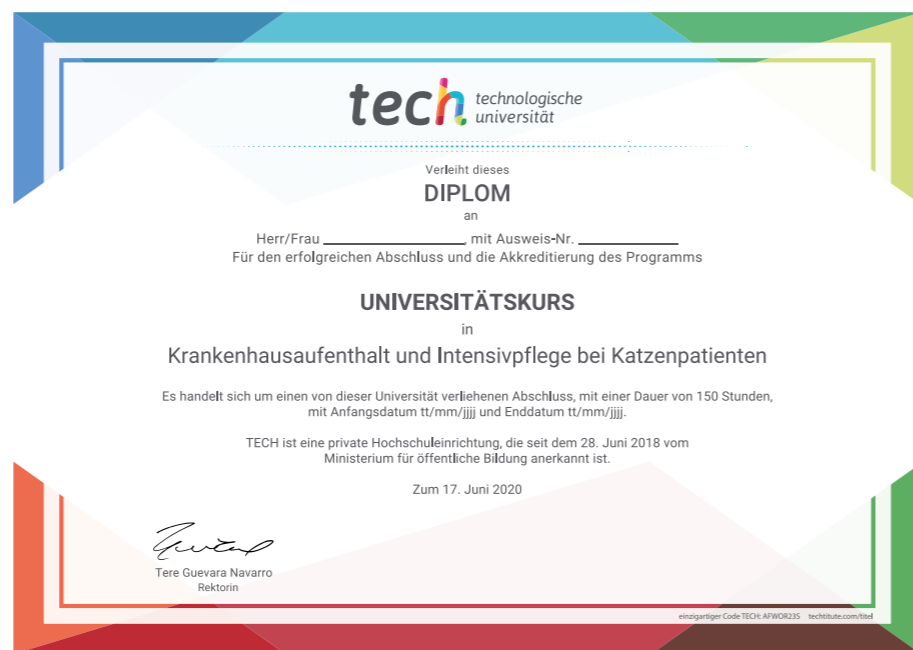 tech technologische
universität
Verleiht dieses
DIPLOM
an
Herr/Frau ____________________, mit Ausweis-Nr. ______________
Für den erfolgreichen Abschluss und die Akkreditierung des Programms
UNIVERSITÄTSKURS
in
Krankenhausaufenthalt und Intensivpflege bei Katzenpatienten
Es handelt sich um einen von dieser Universität verliehenen Abschluss, mit einer Dauer von 150 Stunden,
mit Anfangsdatum tt/mm/jjjj und Enddatum tt/mm/jjjj.
TECH ist eine private Hochschuleinrichtung, die seit dem 28. Juni 2018 vom
Ministerium für öffentliche Bildung anerkannt ist.
Zum 17. Juni 2020
Tere Guevara Navarro
Rektorin
einzigartiger Code TECH: AFWOR23S techtitute.com/titel